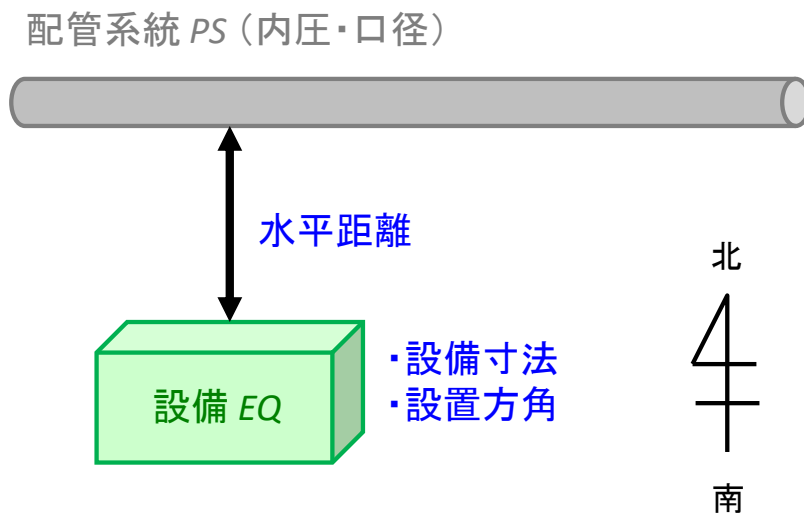 配管系統 PS（内圧・口径）
水平距離
北
・設備寸法
・設置方角
設備 EQ
南